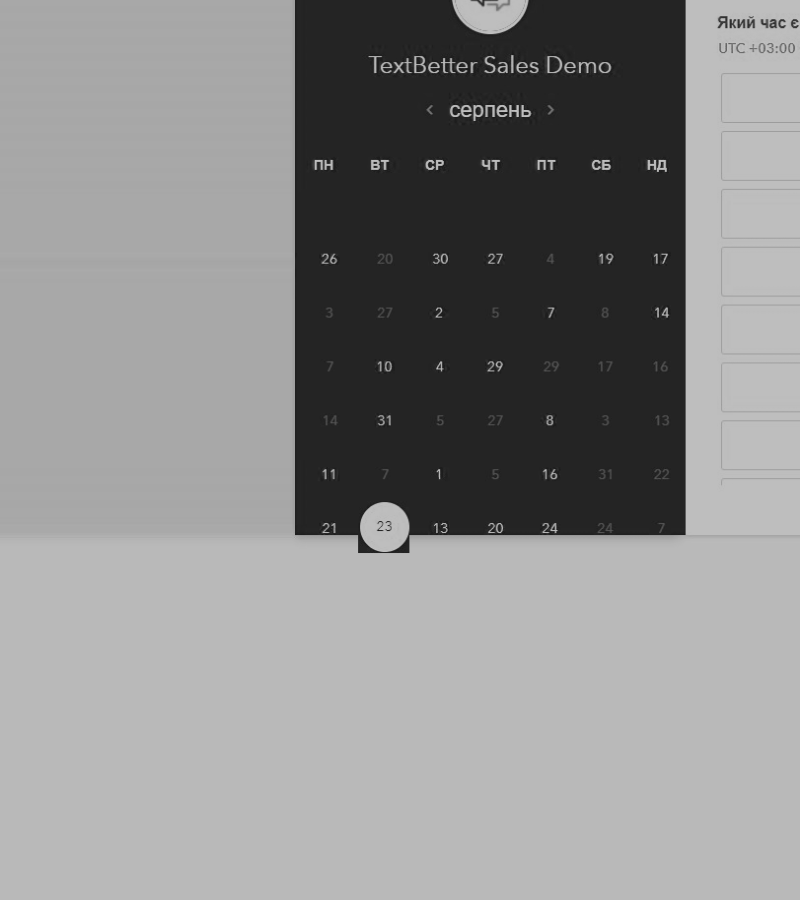 TextBetter Sales Demo
< серпень >
ПН ВТ СР ЧТ ПТ СБ НД
26 20 30 27 4 19 17
3 27 2 5 7 8 14
7 10 4 29 29 17 16
14 31 5 27 8 3 13
11 7 1 5 16 31 22
21 23 13 20 24 24 7
Який час є
UTC +03:00